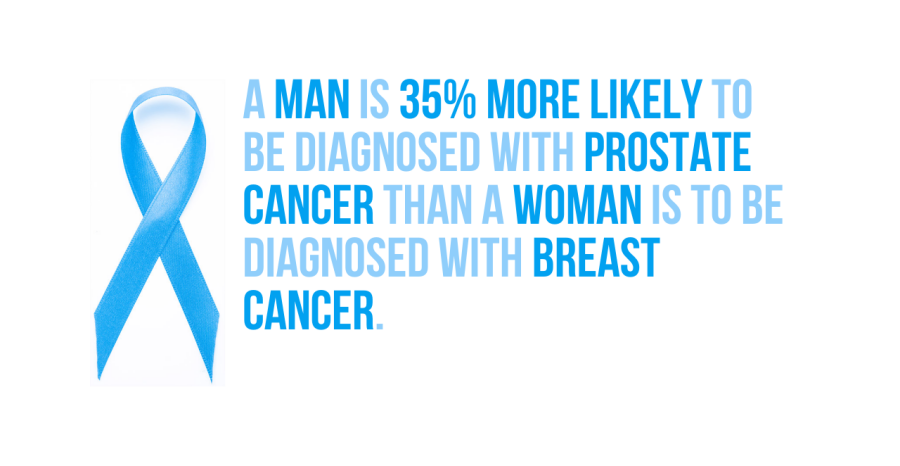 A MAN IS 35% MORE LIKELY TO
BE DIAGNOSED WITH PROSTATE
CANCER THAN A WOMAN IS TO BE
DIAGNOSED WITH BREAST
CANCER.